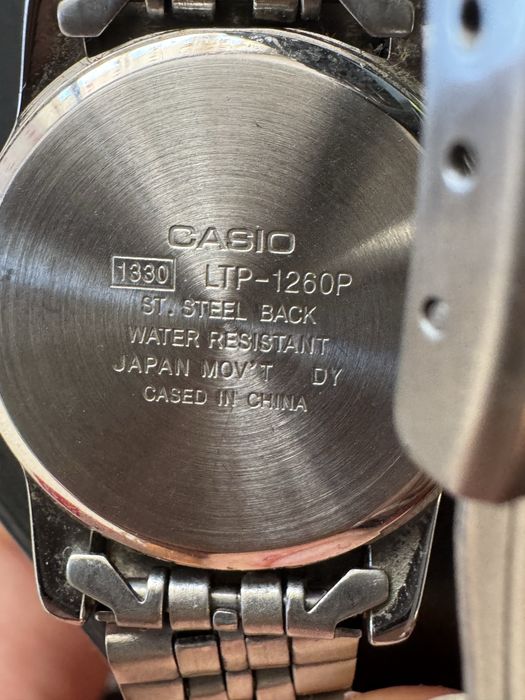 CASIO
1330 LTP-1260P
ST. STEEL BACK
WATER RESISTANT
JAPAN MOV'T DY
CASED IN CHINA